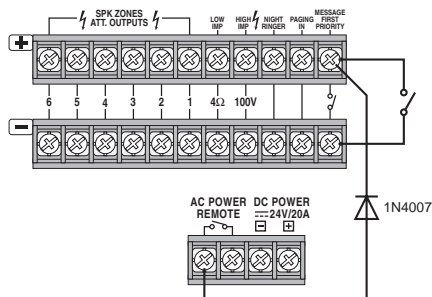 SPK ZONES
ATT. OUTPUTS
LOW
IMP
HIGH
IMP
NIGHT
RINGER
PAGING
IN
MESSAGE
FIRST
PRIORITY
+
6 5 4 3 2 1 4Ω 100V
−
AC POWER
REMOTE
DC POWER
24V/20A
− +
1N4007